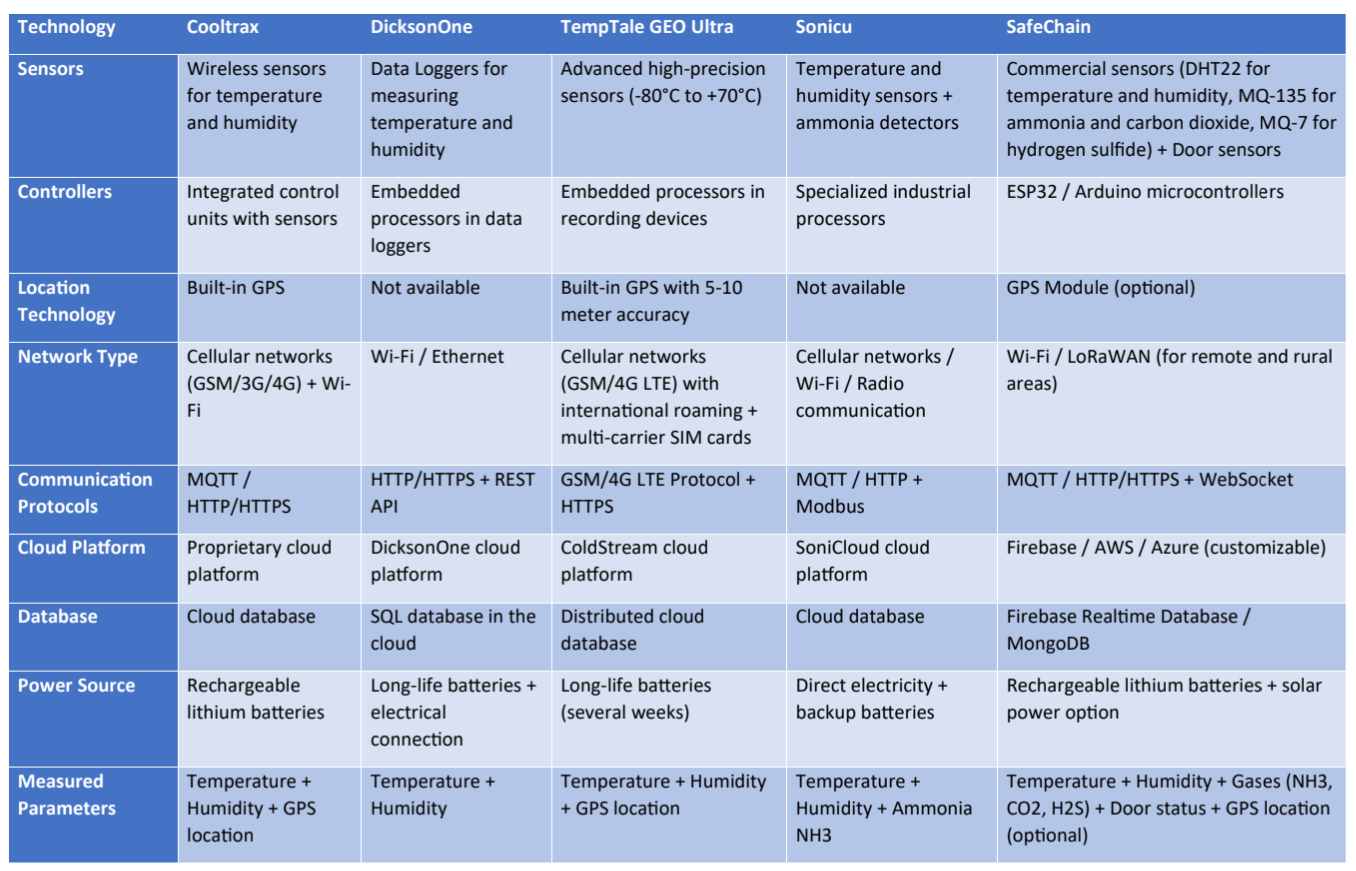 Technology Cooltrax DicksonOne TempTale GEO Ultra Sonicu SafeChain
Sensors
Wireless sensors
for temperature
and humidity
Data Loggers for
measuring
temperature and
humidity
Advanced high-precision
sensors (-80°C to +70°C)
Temperature and
humidity sensors +
ammonia detectors
Commercial sensors (DHT22 for
temperature and humidity, MQ-135 for
ammonia and carbon dioxide, MQ-7 for
hydrogen sulfide) + Door sensors
Controllers
Integrated control
units with sensors
Embedded
processors in data
loggers
Embedded processors in
recording devices
Specialized industrial
processors
ESP32 / Arduino microcontrollers
Location
Technology
Built-in GPS
Not available
Built-in GPS with 5-10
meter accuracy
Not available
GPS Module (optional)
Network Type
Cellular networks
(GSM/3G/4G) + Wi-
Fi
Wi-Fi / Ethernet
Cellular networks
(GSM/4G LTE) with
international roaming +
multi-carrier SIM cards
Cellular networks /
Wi-Fi / Radio
communication
Wi-Fi / LoRaWAN (for remote and rural
areas)
Communication
Protocols
MQTT /
HTTP/HTTPS
HTTP/HTTPS + REST
API
GSM/4G LTE Protocol +
HTTPS
MQTT / HTTP +
Modbus
MQTT / HTTP/HTTPS + WebSocket
Cloud Platform
Proprietary cloud
platform
DicksonOne cloud
platform
ColdStream cloud
platform
SoniCloud cloud
platform
Firebase / AWS / Azure (customizable)
Database
Cloud database
SQL database in the
cloud
Distributed cloud
database
Cloud database
Firebase Realtime Database /
MongoDB
Power Source
Rechargeable
lithium batteries
Long-life batteries +
electrical
connection
Long-life batteries
(several weeks)
Direct electricity +
backup batteries
Rechargeable lithium batteries + solar
power option
Measured
Parameters
Temperature +
Humidity + GPS
location
Temperature +
Humidity
Temperature + Humidity
+ GPS location
Temperature +
Humidity + Ammonia
NH3
Temperature + Humidity + Gases (NH3,
CO2, H2S) + Door status + GPS location
(optional)